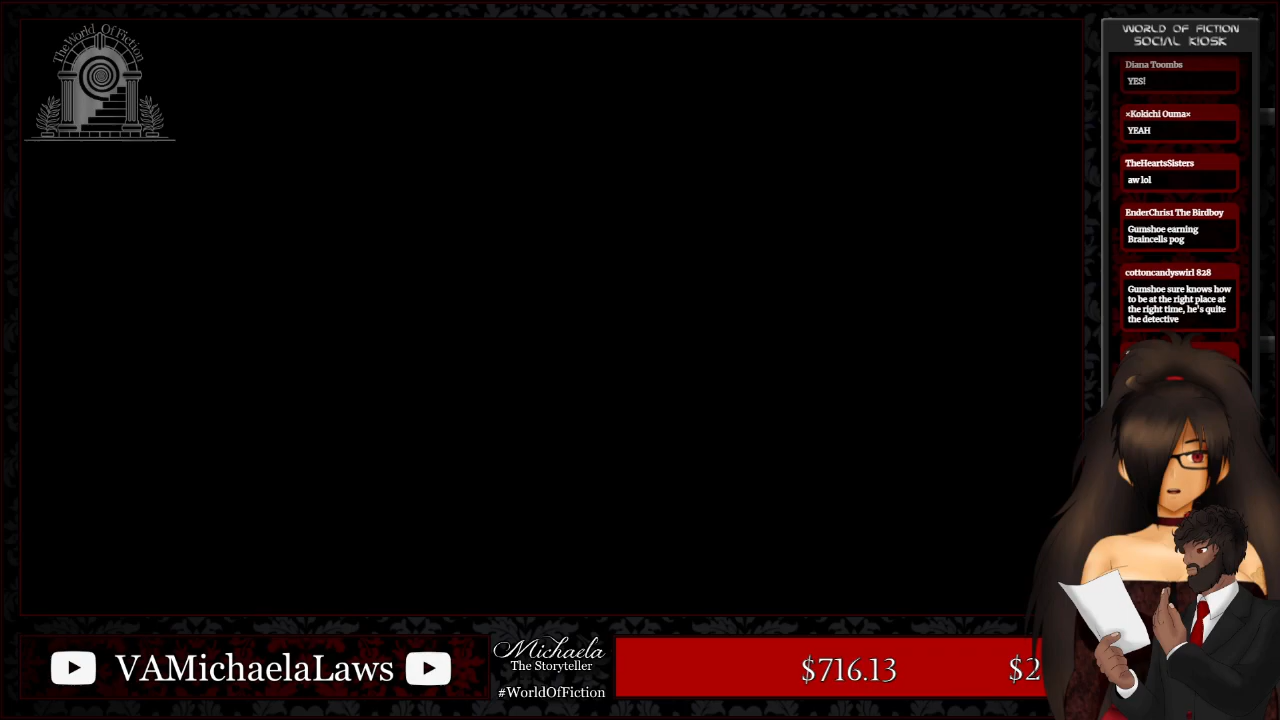 The World Of Fiction
WORLD OF FICTION
SOCIAL KIOSK
Diana Toombs
YES!
×Kokichi Ouma×
YEAH
TheHeartsSisters
aw lol
EnderChris1 The Birdboy
Gumshoe earning
Braincells pog
cottoncandyswirl 828
Gumshoe sure knows how
to be at the right place at
the right time, he's quite
the detective
VAMichaelaLaws
Michaela
The Storyteller
#WorldOfFiction
$716.13
$2